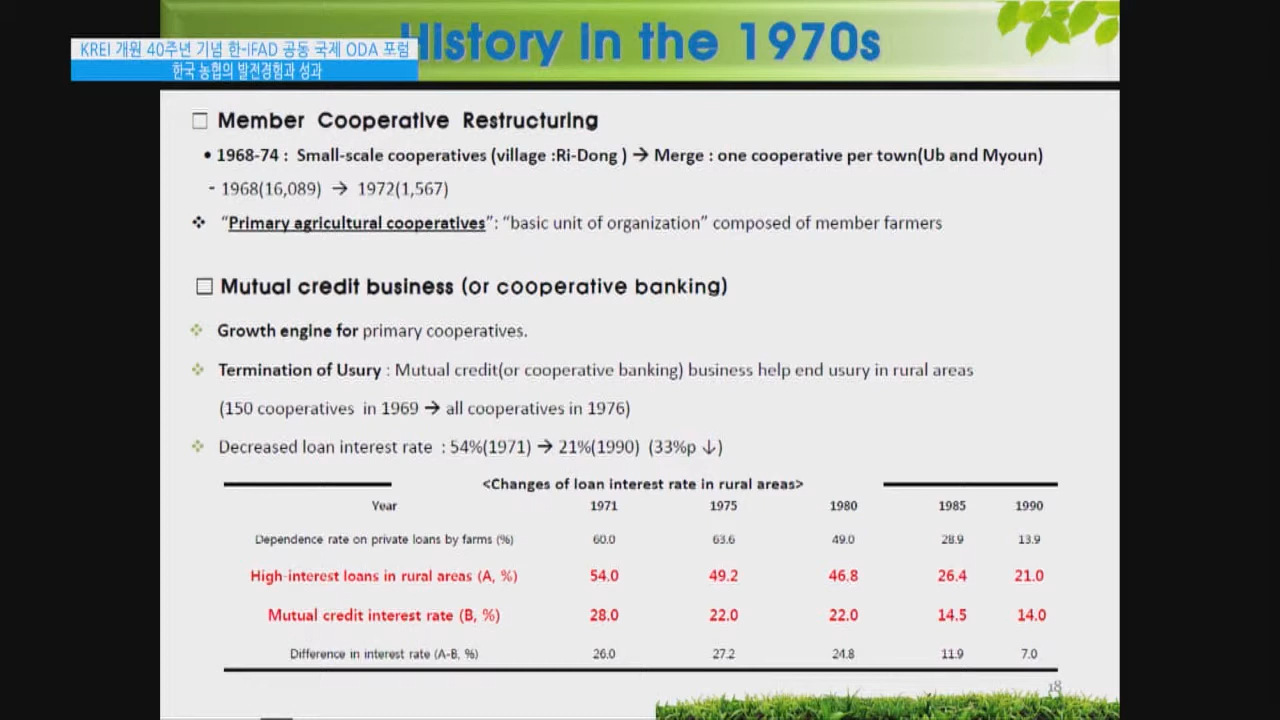 History in the 1970s
KREI 개원 40주년 기념 한-IFAD 공동 국제 ODA 포럼
한국 농협의 발전경험과 성과
□ Member Cooperative Restructuring
• 1968-74 : Small-scale cooperatives (village :Ri-Dong ) → Merge : one cooperative per town(Ub and Myoun)
- 1968(16,089) → 1972(1,567)
❖ “Primary agricultural cooperatives”: “basic unit of organization” composed of member farmers
□ Mutual credit business (or cooperative banking)
❖ Growth engine for primary cooperatives.
❖ Termination of Usury : Mutual credit(or cooperative banking) business help end usury in rural areas
(150 cooperatives in 1969 → all cooperatives in 1976)
❖ Decreased loan interest rate : 54%(1971) → 21%(1990) (33%p ↓)
<Changes of loan interest rate in rural areas>
Year 1971 1975 1980 1985 1990
Dependence rate on private loans by farms (%) 60.0 63.6 49.0 28.9 13.9
High-interest loans in rural areas (A, %) 54.0 49.2 46.8 26.4 21.0
Mutual credit interest rate (B, %) 28.0 22.0 22.0 14.5 14.0
Difference in interest rate (A-B, %) 26.0 27.2 24.8 11.9 7.0
18